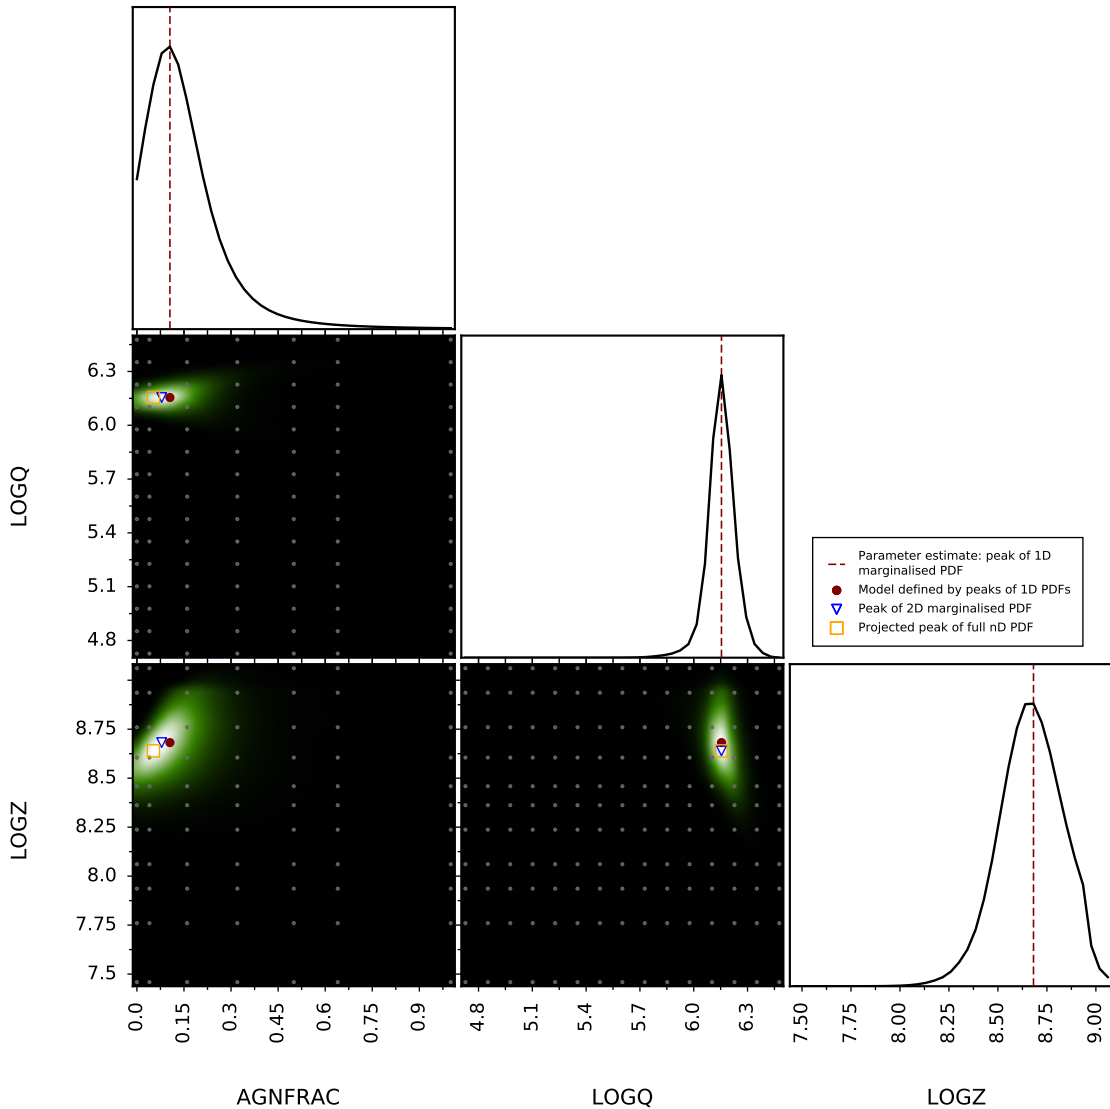 6.3
6.0
5.7
5.4
5.1
4.8
LOGQ
Parameter estimate: peak of 1D
marginalised PDF
Model defined by peaks of 1D PDFs
Peak of 2D marginalised PDF
Projected peak of full nD PDF
8.75
8.5
8.25
8.0
7.75
7.5
LOGZ
0.0 0.15 0.3 0.45 0.6 0.75 0.9
4.8 5.1 5.4 5.7 6.0 6.3
7.50 7.75 8.00 8.25 8.50 8.75 9.00
AGNFRAC LOGQ LOGZ